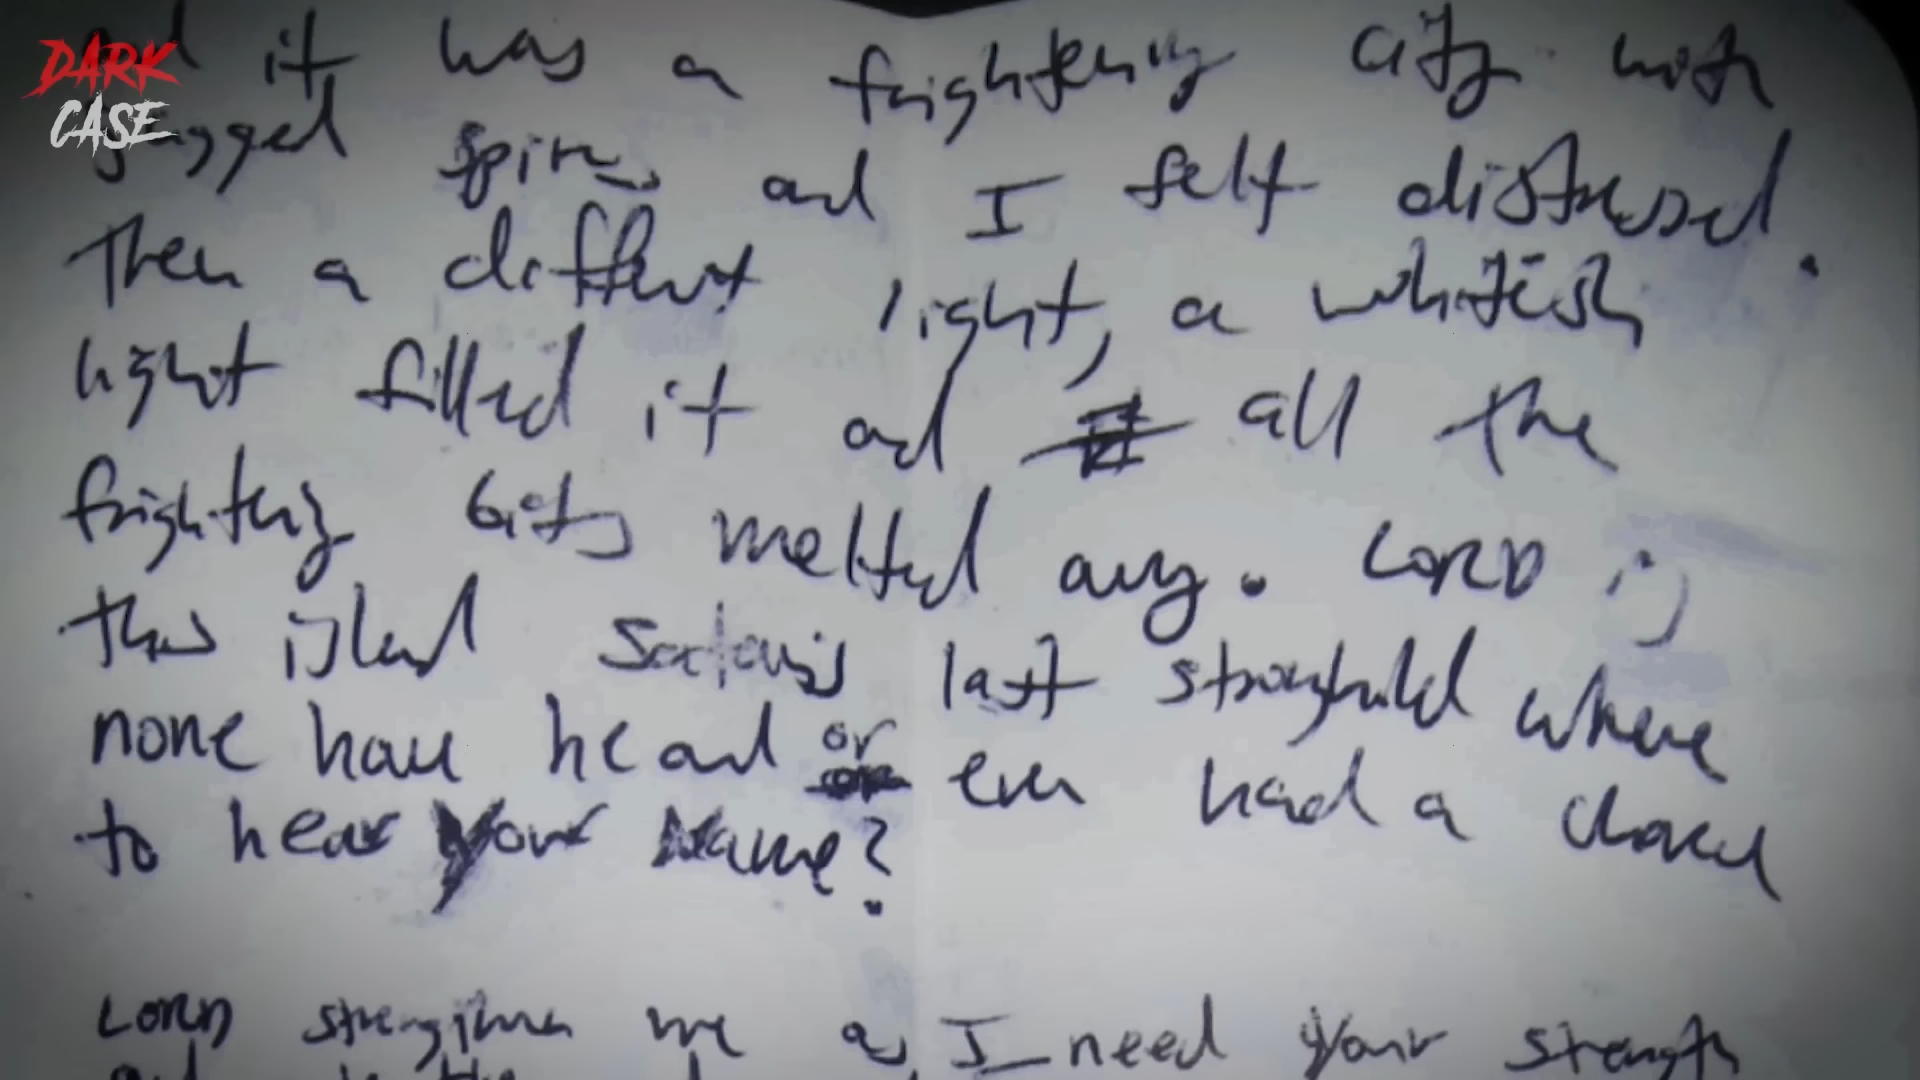 DARK
CASE
it was a frightening city with
jagged spires and I felt distressed.
Then a different light, a whitish
light filled it and all the
frightening bits melted away. LORD is
this island Satan's last stronghold where
none have heard or ever had a chance
to hear Your Name?
LORD strengthen me as I need Your strength